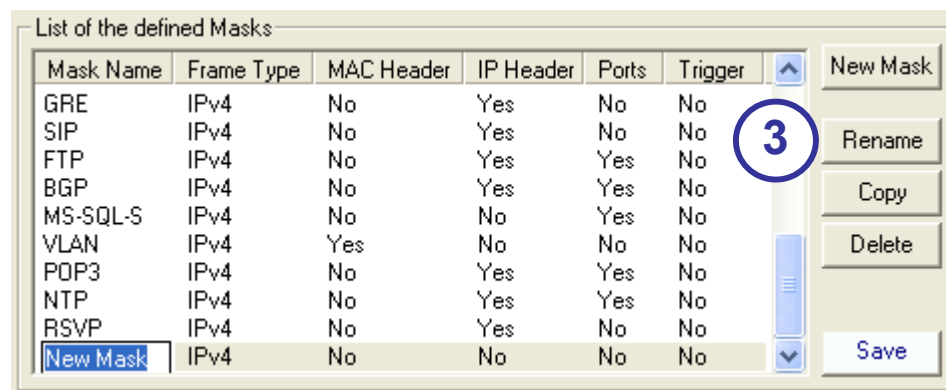 List of the defined Masks
Mask Name Frame Type MAC Header IP Header Ports Trigger New Mask
GRE IPv4 No Yes No No
SIP IPv4 No Yes No No 3 Rename
FTP IPv4 No Yes Yes No
BGP IPv4 No Yes Yes No Copy
MS-SQL-S IPv4 No No Yes No
VLAN IPv4 Yes No No No Delete
POP3 IPv4 No Yes Yes No
NTP IPv4 No Yes Yes No
RSVP IPv4 No Yes No No
New Mask IPv4 No No No No Save